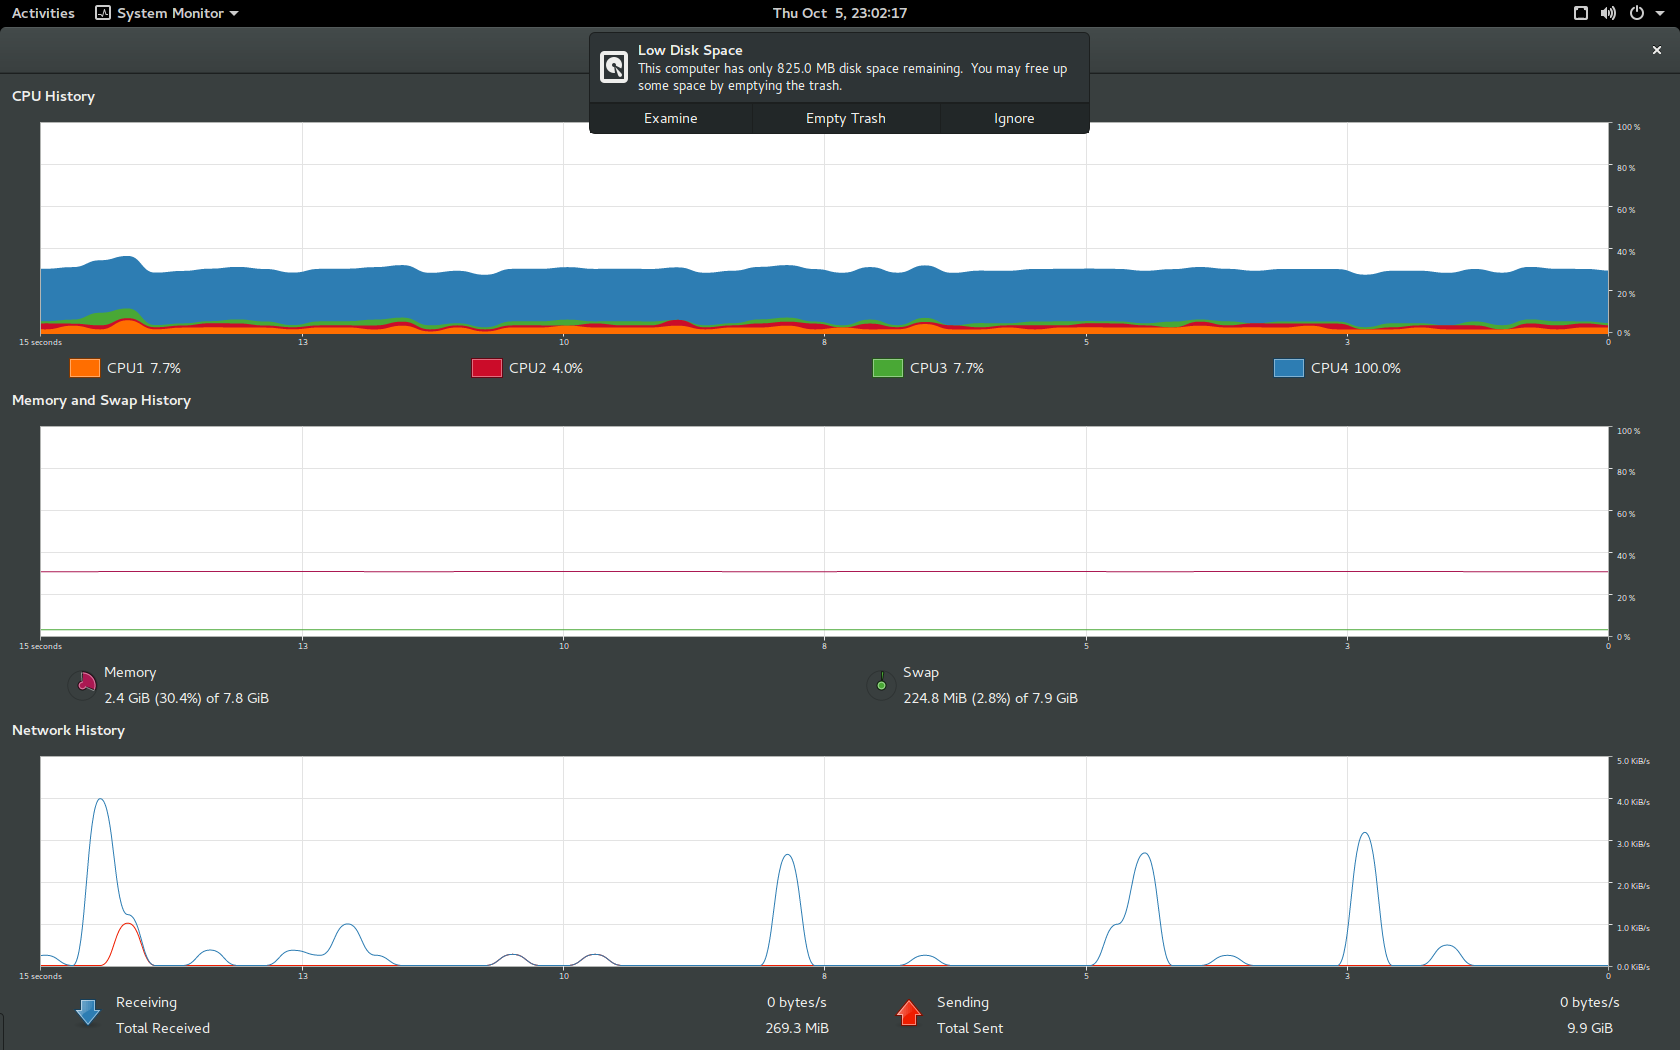 Activities
System Monitor
Thu Oct  5, 23:02:17
Low Disk Space
This computer has only 825.0 MB disk space remaining.  You may free up
some space by emptying the trash.
Examine
Empty Trash
Ignore
CPU History
100 %
80 %
60 %
40 %
20 %
0 %
15 seconds
13
10
8
5
3
0
CPU1 7.7%
CPU2 4.0%
CPU3 7.7%
CPU4 100.0%
Memory and Swap History
100 %
80 %
60 %
40 %
20 %
0 %
15 seconds
13
10
8
5
3
0
Memory
2.4 GiB (30.4%) of 7.8 GiB
Swap
224.8 MiB (2.8%) of 7.9 GiB
Network History
5.0 KiB/s
4.0 KiB/s
3.0 KiB/s
2.0 KiB/s
1.0 KiB/s
0.0 KiB/s
15 seconds
13
10
8
5
3
0
Receiving
0 bytes/s
Total Received
269.3 MiB
Sending
0 bytes/s
Total Sent
9.9 GiB